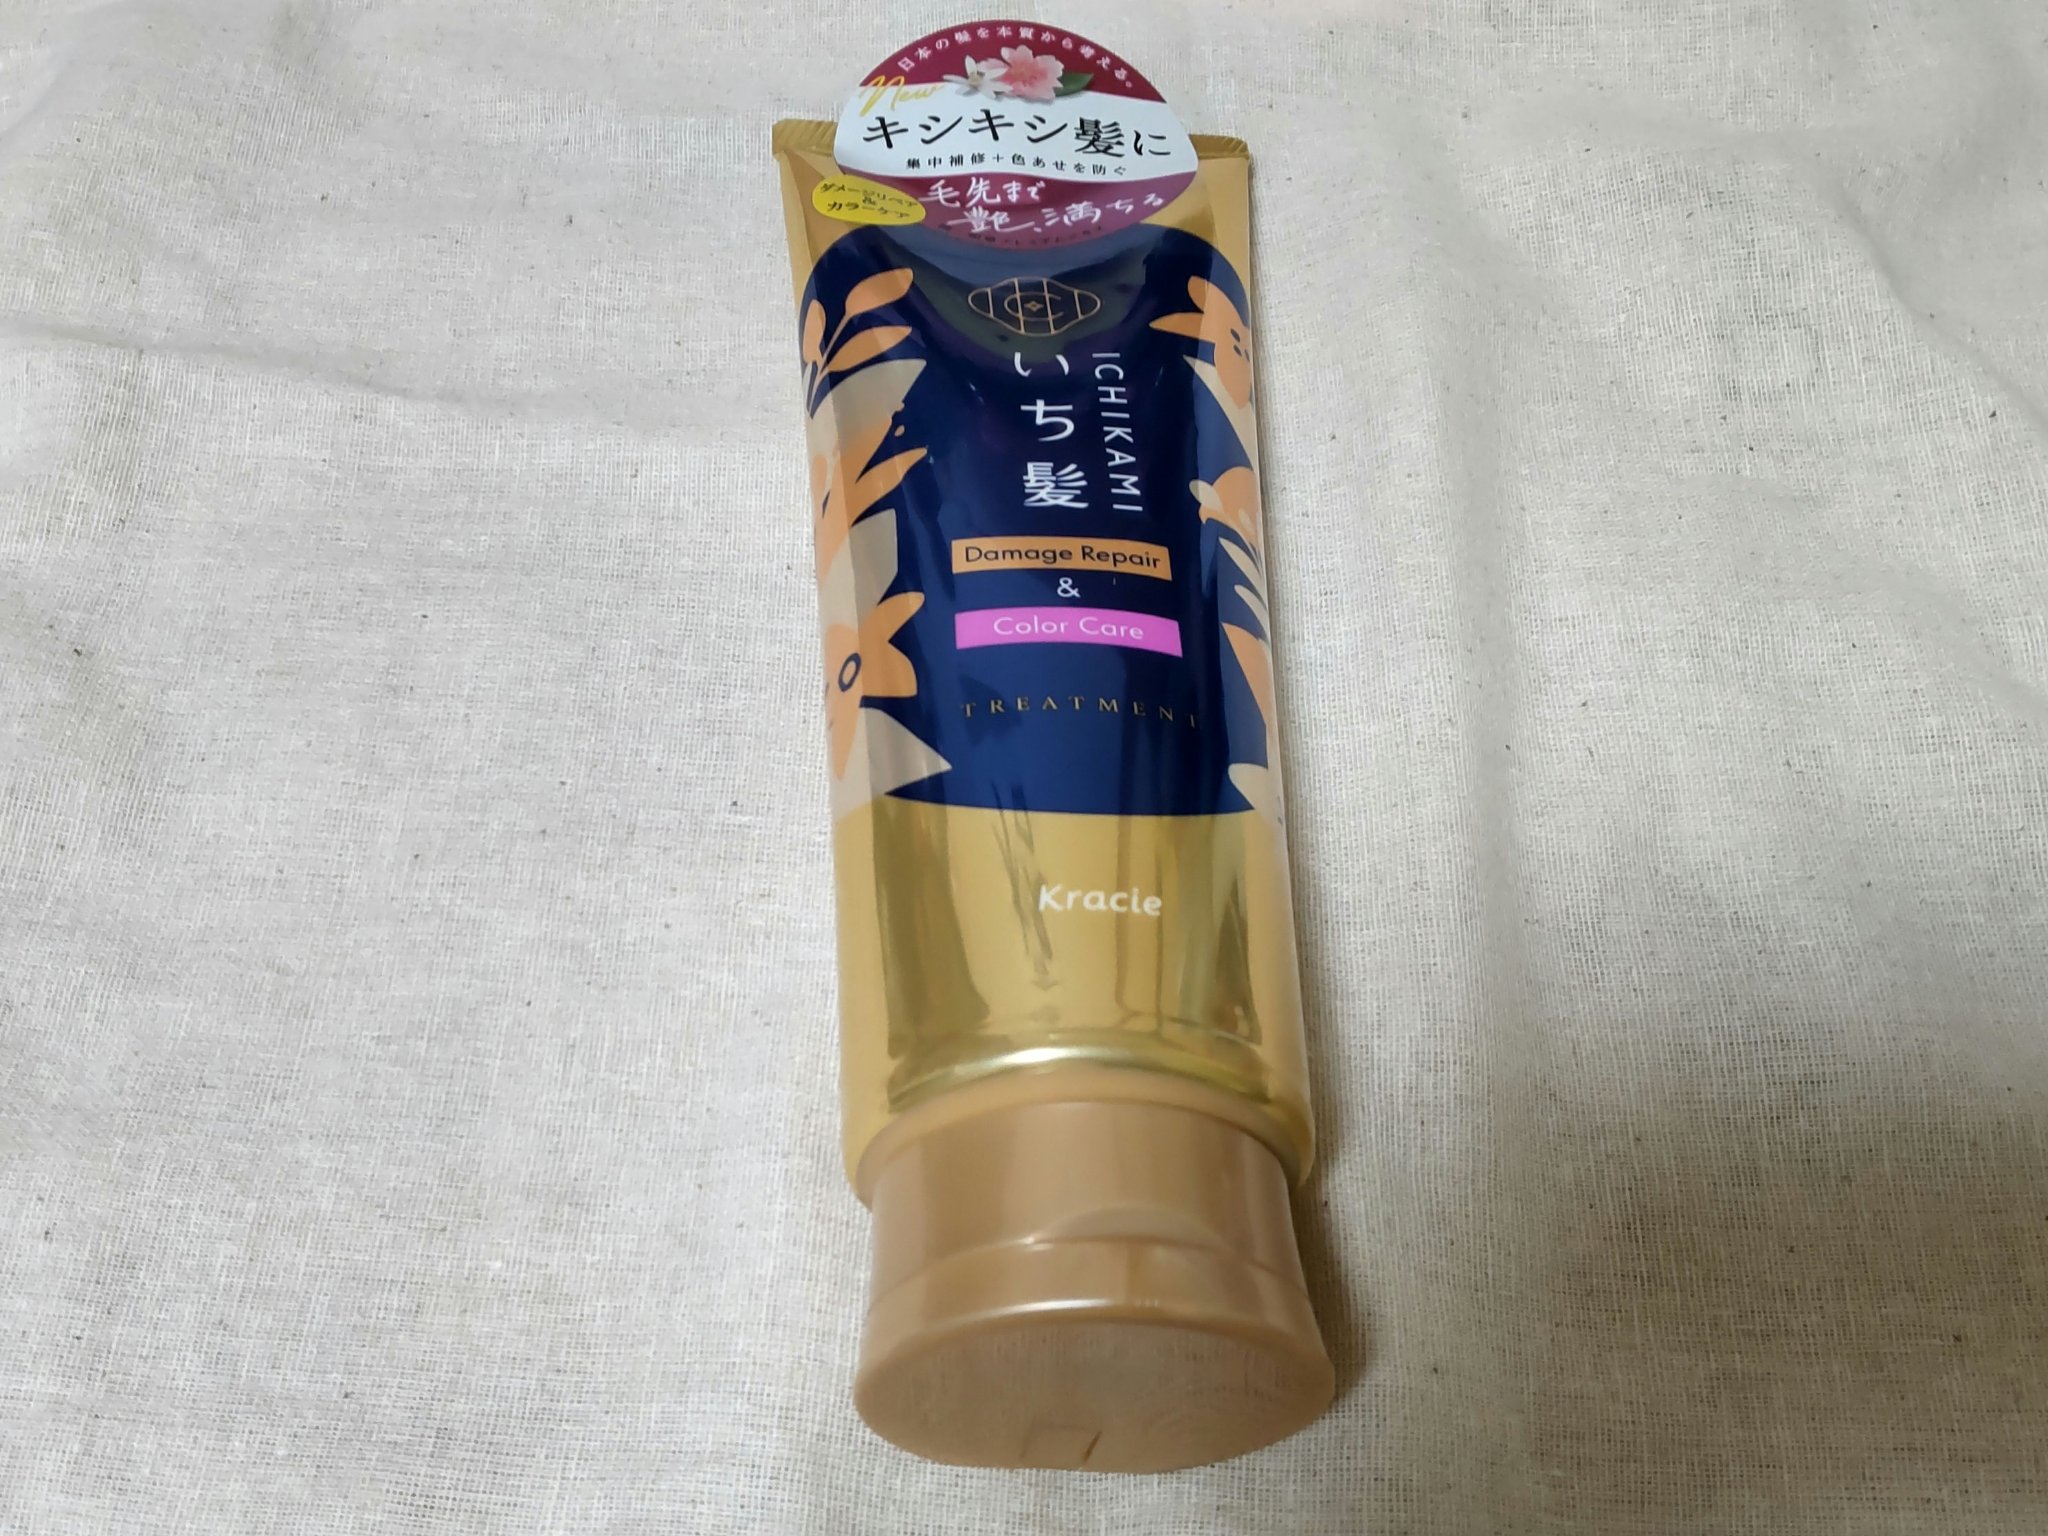 日本の髪を本質から考える。
New
キシキシ髪に
集中補修+色あせを防ぐ
ダメージリペア
&
カラーケア
毛先まで
艶、満ちる
いち髪
ICHIKAMI
Damage Repair
&
Color Care
TREATMENT
Kracie